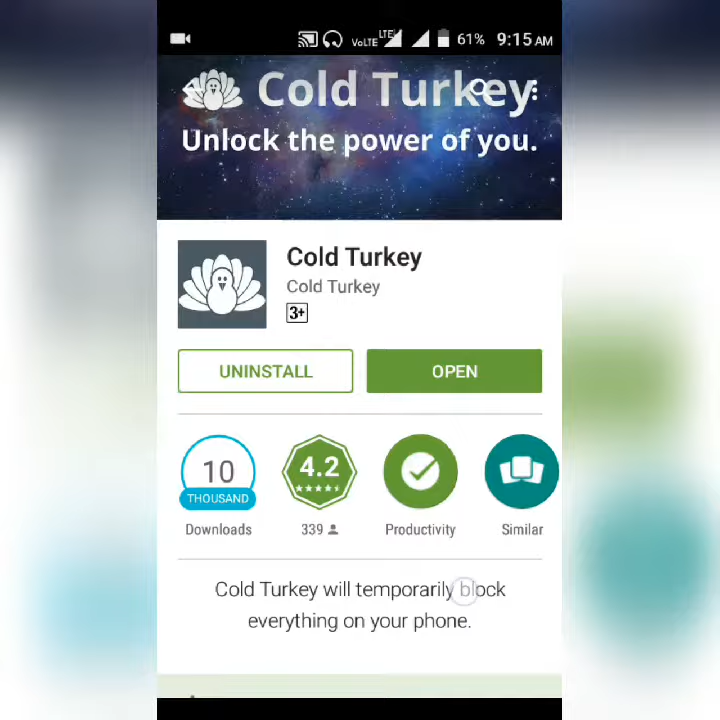 VoLTE LTE 61% 9:15 AM
Cold Turkey
Unlock the power of you.
Cold Turkey
Cold Turkey
3+
UNINSTALL OPEN
10 THOUSAND
4.2
Downloads 339 Productivity Similar
Cold Turkey will temporarily block
everything on your phone.